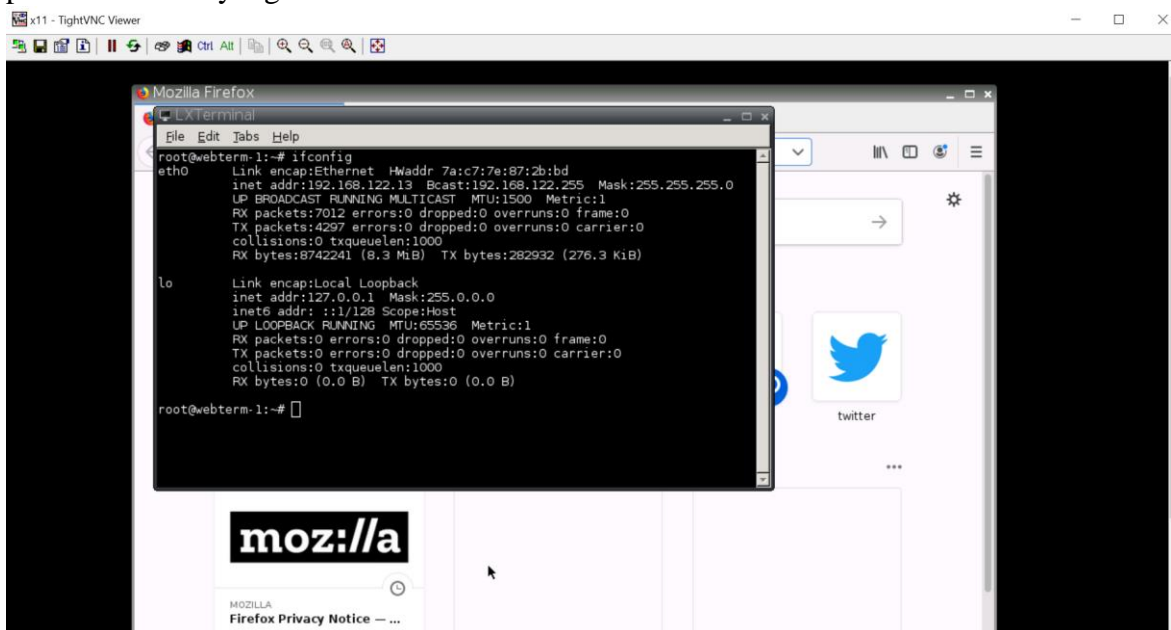 x11 - TightVNC Viewer
Ctrl Alt
Mozilla Firefox
LXTerminal
File Edit Tabs Help
root@webterm-1:~# ifconfig
eth0 Link encap:Ethernet HWaddr 7a:c7:7e:87:2b:bd
inet addr:192.168.122.13 Bcast:192.168.122.255 Mask:255.255.255.0
UP BROADCAST RUNNING MULTICAST MTU:1500 Metric:1
RX packets:7012 errors:0 dropped:0 overruns:0 frame:0
TX packets:4297 errors:0 dropped:0 overruns:0 carrier:0
collisions:0 txqueuelen:1000
RX bytes:8742241 (8.3 MiB) TX bytes:282932 (276.3 KiB)
lo Link encap:Local Loopback
inet addr:127.0.0.1 Mask:255.0.0.0
inet6 addr: ::1/128 Scope:Host
UP LOOPBACK RUNNING MTU:65536 Metric:1
RX packets:0 errors:0 dropped:0 overruns:0 frame:0
TX packets:0 errors:0 dropped:0 overruns:0 carrier:0
collisions:0 txqueuelen:1000
RX bytes:0 (0.0 B) TX bytes:0 (0.0 B)
root@webterm-1:~#
twitter
moz://a
MOZILLA
Firefox Privacy Notice — ...